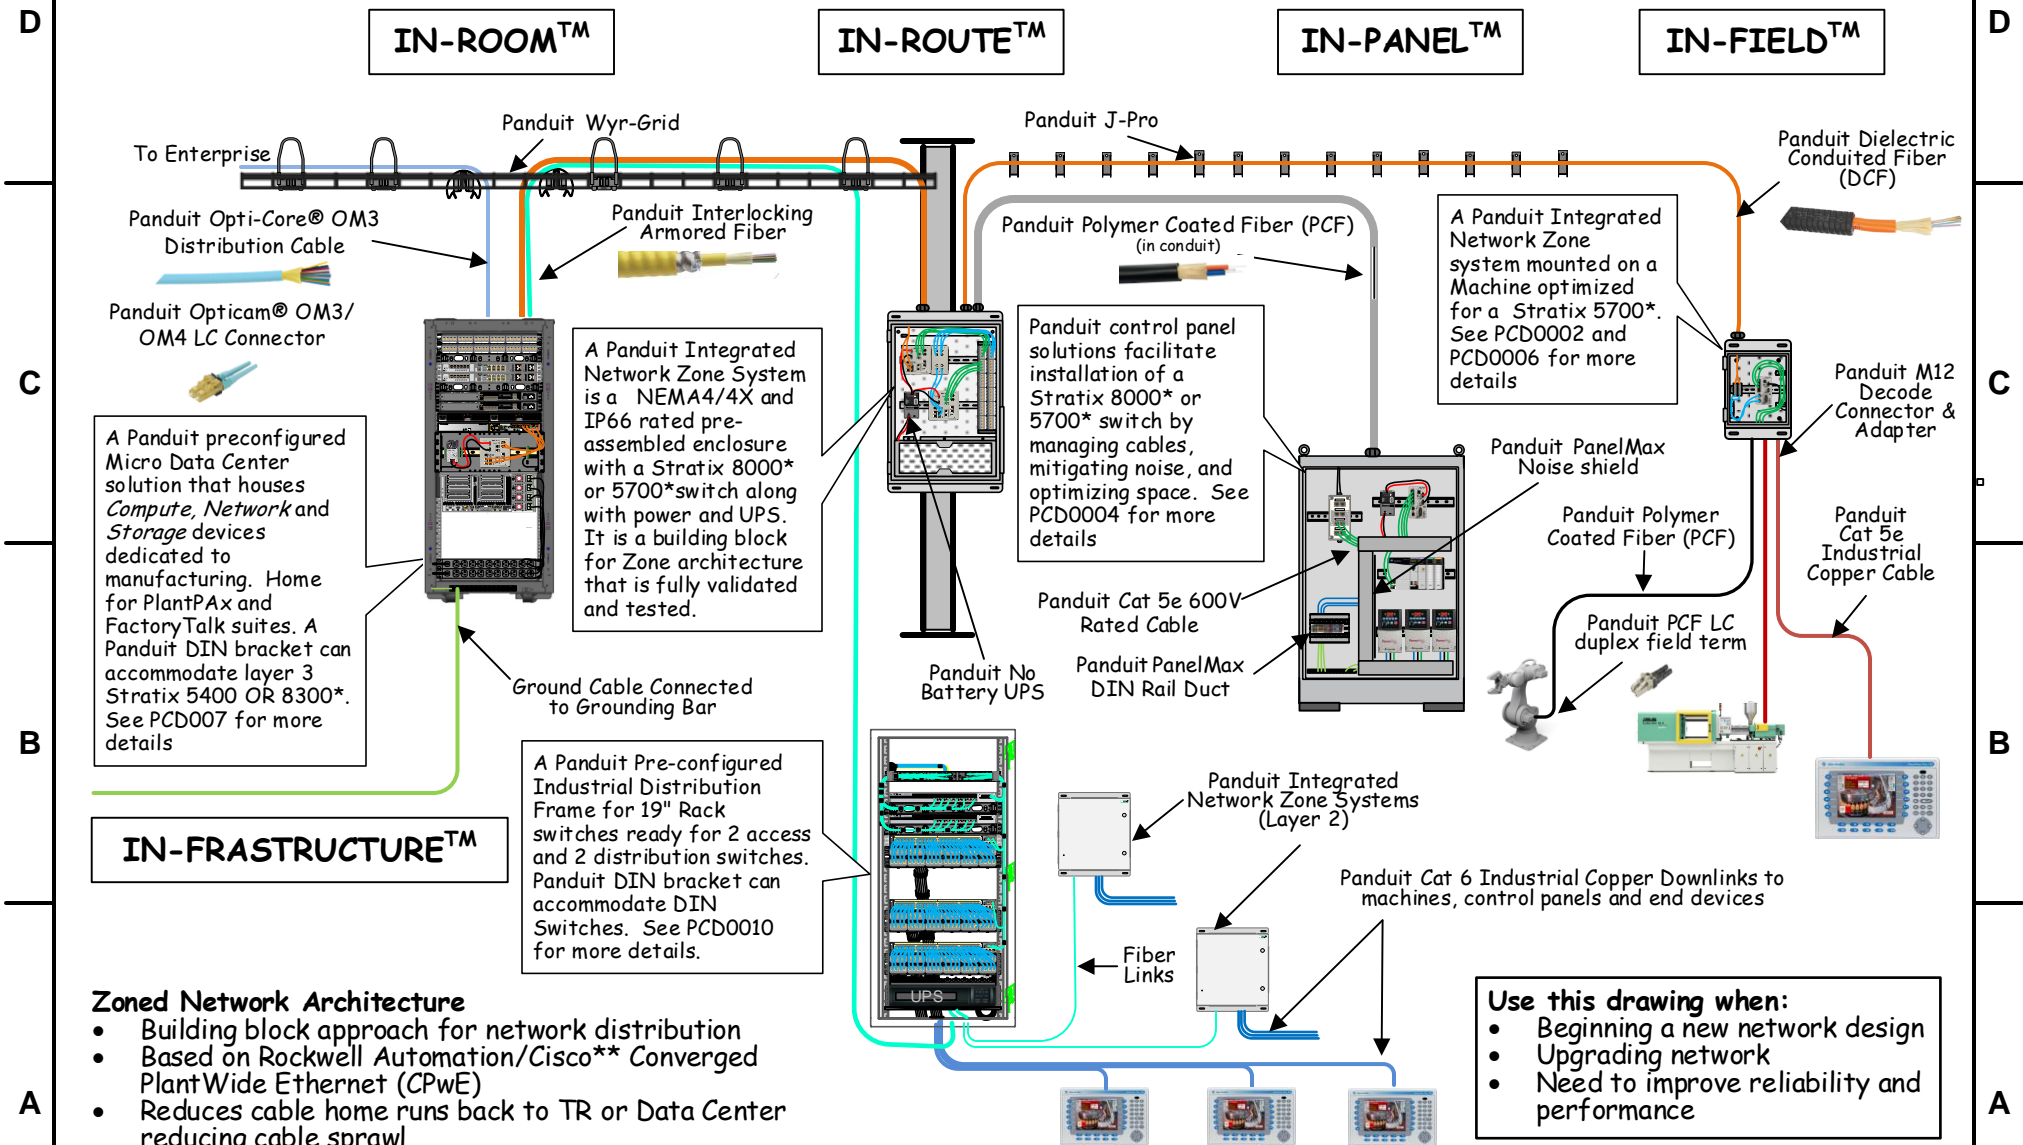 D
IN-ROOM™
IN-ROUTE™
IN-PANEL™
IN-FIELD™
D
Panduit Wyr-Grid
To Enterprise
Panduit J-Pro
Panduit Dielectric
Conduited Fiber
(DCF)
Panduit Opti-Core® OM3
Distribution Cable
Panduit Interlocking
Armored Fiber
Panduit Polymer Coated Fiber (PCF)
(in conduit)
A Panduit Integrated
Network Zone
system mounted on a
Machine optimized
for a Stratix 5700*.
See PCD0002 and
PCD0006 for more
details
Panduit Opticam® OM3/
OM4 LC Connector
C
A Panduit Integrated
Network Zone System
is a NEMA4/4X and
IP66 rated pre-
assembled enclosure
with a Stratix 8000*
or 5700*switch along
with power and UPS.
It is a building block
for Zone architecture
that is fully validated
and tested.
Panduit control panel
solutions facilitate
installation of a
Stratix 8000* or
5700* switch by
managing cables,
mitigating noise, and
optimizing space. See
PCD0004 for more
details
Panduit M12
Decode
Connector &
Adapter
C
A Panduit preconfigured
Micro Data Center
solution that houses
Compute, Network and
Storage devices
dedicated to
manufacturing. Home
for PlantPAx and
FactoryTalk suites. A
Panduit DIN bracket can
accommodate layer 3
Stratix 5400 OR 8300*.
See PCD007 for more
details
Panduit PanelMax
Noise shield
Panduit Polymer
Coated Fiber (PCF)
Panduit
Cat 5e
Industrial
Copper Cable
Panduit Cat 5e 600V
Rated Cable
Panduit PCF LC
duplex field term
Panduit PanelMax
DIN Rail Duct
Panduit No
Battery UPS
Ground Cable Connected
to Grounding Bar
B
B
A Panduit Pre-configured
Industrial Distribution
Frame for 19" Rack
switches ready for 2 access
and 2 distribution switches.
Panduit DIN bracket can
accommodate DIN
Switches. See PCD0010
for more details.
Panduit Integrated
Network Zone Systems
(Layer 2)
IN-FRASTRUCTURE™
Panduit Cat 6 Industrial Copper Downlinks to
machines, control panels and end devices
Fiber
Links
UPS
Zoned Network Architecture
• Building block approach for network distribution
• Based on Rockwell Automation/Cisco** Converged
PlantWide Ethernet (CPwE)
• Reduces cable home runs back to TR or Data Center
reducing cable sprawl
Use this drawing when:
• Beginning a new network design
• Upgrading network
• Need to improve reliability and
performance
A
A